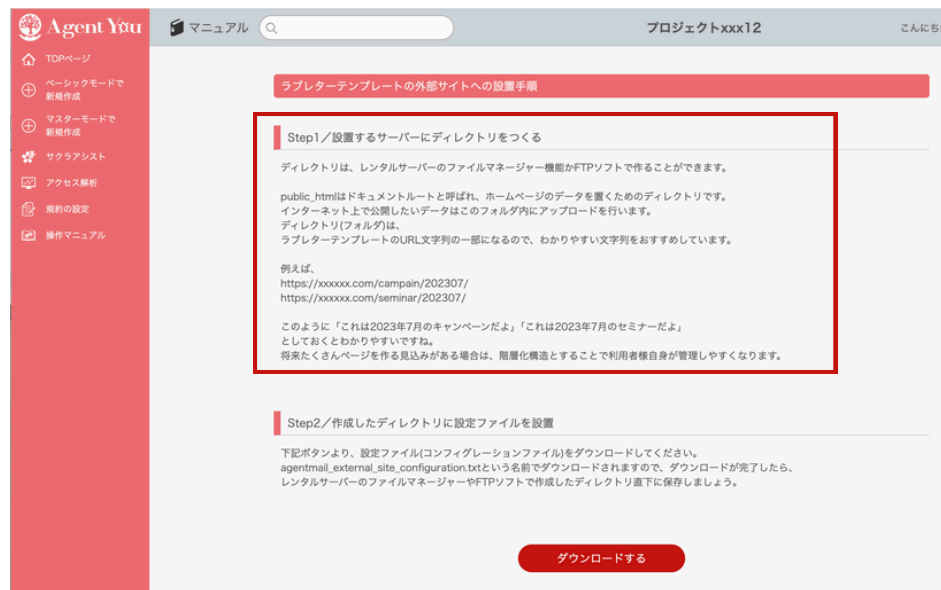 Agent You
マニュアル
プロジェクトxxx12
こんにち
TOPページ
ベーシックモードで
新規作成
マスターモードで
新規作成
サクラアシスト
アクセス解析
規約の設定
操作マニュアル
ラブレターテンプレートの外部サイトへの設置手順
Step1／設置するサーバーにディレクトリをつくる
ディレクトリは、レンタルサーバーのファイルマネージャー機能かFTPソフトで作ることができます。
public_htmlはドキュメントルートと呼ばれ、ホームページのデータを置くためのディレクトリです。
インターネット上で公開したいデータはこのフォルダ内にアップロードを行います。
ディレクトリ(フォルダ)は、
ラブレターテンプレートのURL文字列の一部になるので、わかりやすい文字列をおすすめしています。
例えば、
https://xxxxxx.com/campain/202307/
https://xxxxxx.com/seminar/202307/
このように「これは2023年7月のキャンペーンだよ」「これは2023年7月のセミナーだよ」
としておくとわかりやすいですね。
将来たくさんページを作る見込みがある場合は、階層化構造とすることで利用者様自身が管理しやすくなります。
Step2／作成したディレクトリに設定ファイルを設置
下記ボタンより、設定ファイル(コンフィグレーションファイル)をダウンロードしてください。
agentmail_external_site_configuration.txtという名前でダウンロードされますので、ダウンロードが完了したら、
レンタルサーバーのファイルマネージャーやFTPソフトで作成したディレクトリ直下に保存しましょう。
ダウンロードする